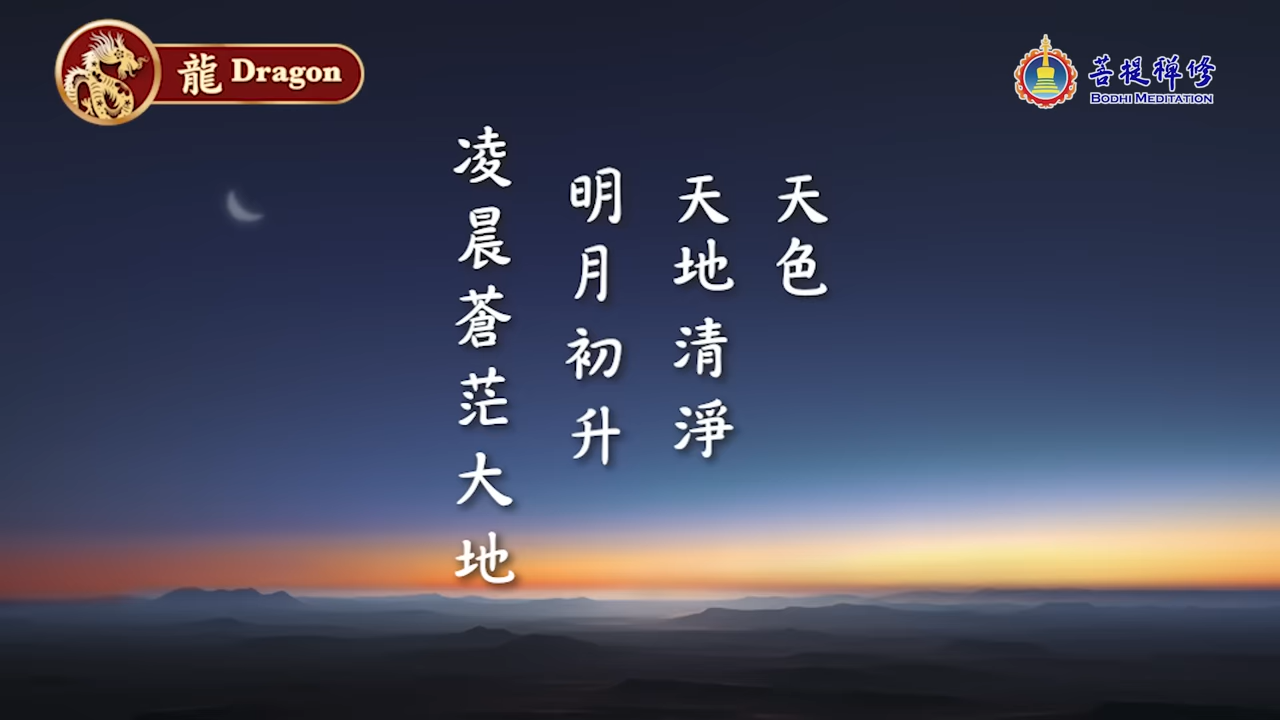 龍 Dragon
菩提禪修
BODHI MEDITATION
天色
天地清淨
明月初升
凌晨蒼茫大地